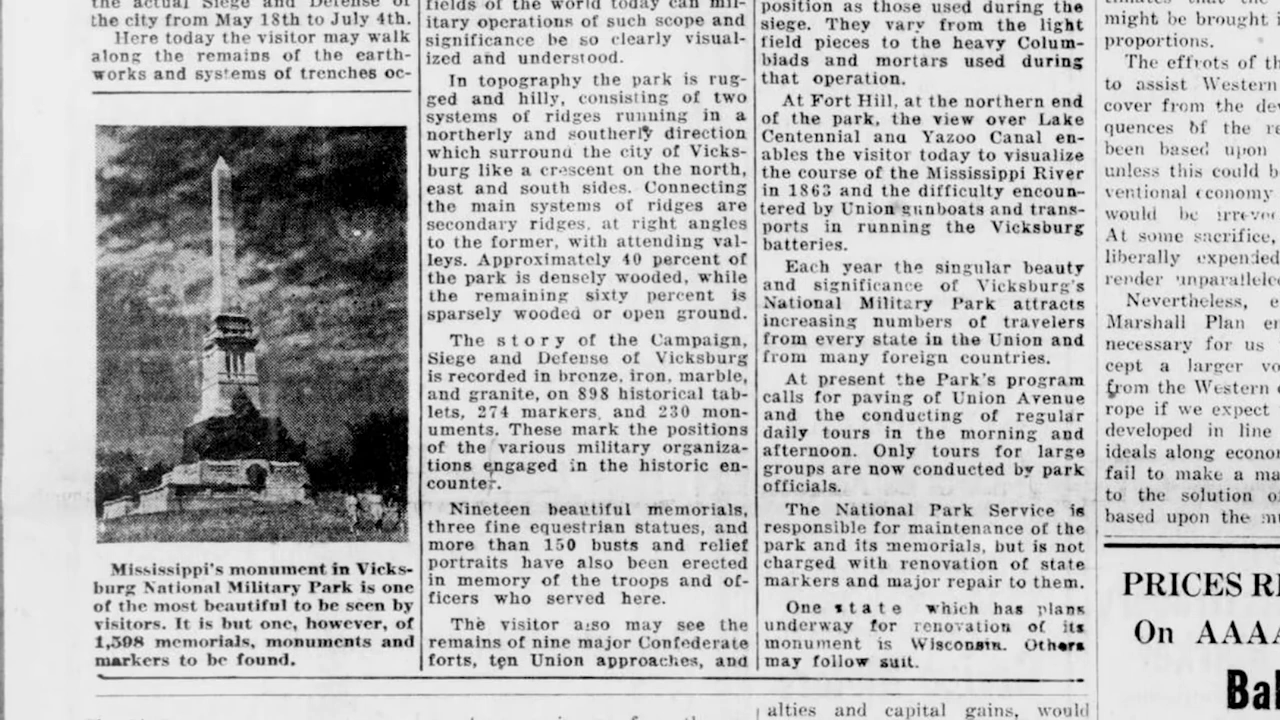 the actual Siege and Defense of
the city from May 18th to July 4th.
Here today the visitor may walk
along the remains of the earth-
works and systems of trenches oc-
Mississippi's monument in Vicks-
burg National Military Park is one
of the most beautiful to be seen by
visitors. It is but one, however, of
1,598 memorials, monuments and
markers to be found.
fields of the world today can mil-
itary operations of such scope and
significance be so clearly visual-
ized and understood.
In topography the park is rug-
ged and hilly, consisting of two
systems of ridges running in a
northerly and southerly direction
which surround the city of Vicks-
burg like a crescent on the north,
east and south sides. Connecting
the main systems of ridges are
secondary ridges, at right angles
to the former, with attending val-
leys. Approximately 40 percent of
the park is densely wooded, while
the remaining sixty percent is
sparsely wooded or open ground.
The story of the Campaign,
Siege and Defense of Vicksburg
is recorded in bronze, iron, marble,
and granite, on 898 historical tab-
lets, 274 markers, and 230 mon-
uments. These mark the positions
of the various military organiza-
tions engaged in the historic en-
counter.
Nineteen beautiful memorials,
three fine equestrian statues, and
more than 150 busts and relief
portraits have also been erected
in memory of the troops and of-
ficers who served here.
The visitor also may see the
remains of nine major Confederate
forts, ten Union approaches, and
position as those used during the
siege. They vary from the light
field pieces to the heavy Colum-
biads and mortars used during
that operation.
At Fort Hill, at the northern end
of the park, the view over Lake
Centennial and Yazoo Canal en-
ables the visitor today to visualize
the course of the Mississippi River
in 1863 and the difficulty encoun-
tered by Union gunboats and trans-
ports in running the Vicksburg
batteries.
Each year the singular beauty
and significance of Vicksburg's
National Military Park attracts
increasing numbers of travelers
from every state in the Union and
from many foreign countries.
At present the Park's program
calls for paving of Union Avenue
and the conducting of regular
daily tours in the morning and
afternoon. Only tours for large
groups are now conducted by park
officials.
The National Park Service is
responsible for maintenance of the
park and its memorials, but is not
charged with renovation of state
markers and major repair to them.
One state which has plans
underway for renovation of its
monument is Wisconsin. Others
may follow suit.
alties and capital gains, would
might be brought
proportions.
The effrots of th
to assist Western
cover from the de
quences of the r
been based upon
unless this could b
ventional economy
would be
At some sacrifice,
liberally expended
render unparallele
Nevertheless, e
Marshall Plan e
necessary for us
cept a larger vo
from the Western
rope if we expect
developed in line
ideals along econo
fail to make a ma
to the solution o
based upon the mu
PRICES RE
On AAAA
Bal